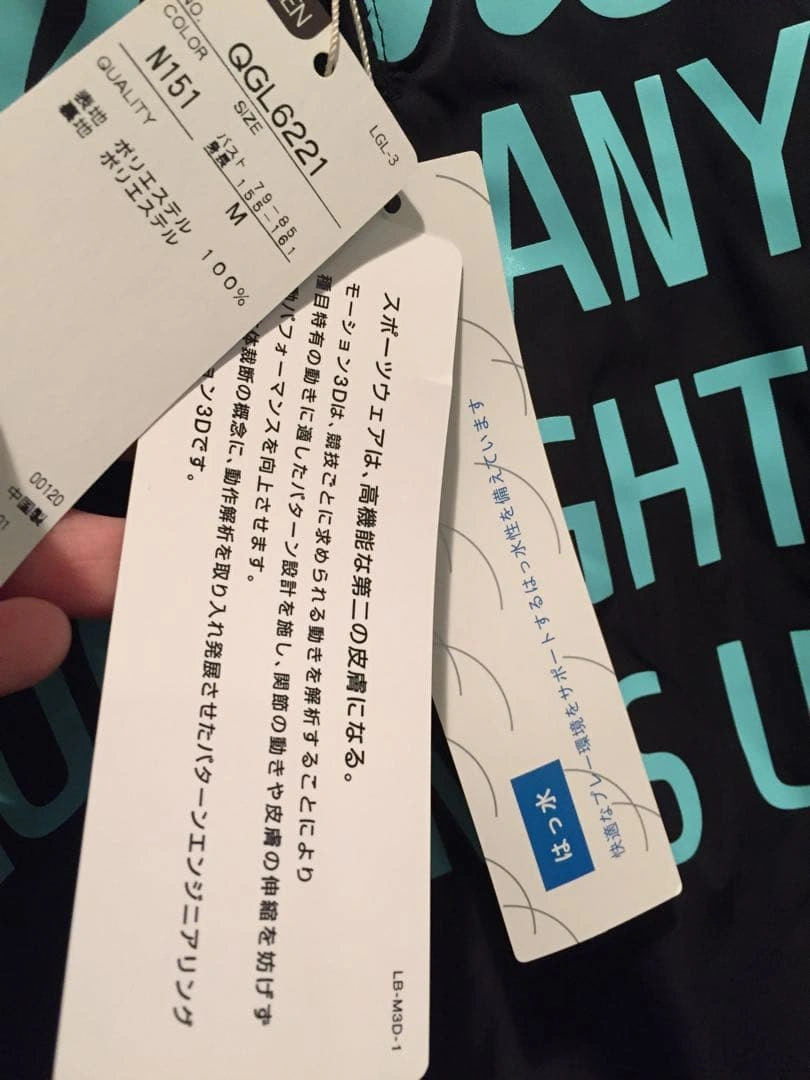 EN
NO.
QGL6221
COLOR
SIZE
N151
M
バスト 79-85
身長 155-161
QUALITY
表地 ポリエステル
裏地 ポリエステル 100%
LGL-3
00120
中国製
01
スポーツウェアは、高機能な第二の皮膚になる。
モーション3Dは、競技ごとに求められる動きを解析することにより
種目特有の動きに適したパターン設計を施し、関節の動きや皮膚の伸縮を妨げず
動パフォーマンスを向上させます。
体裁断の概念に、動作解析を取り入れ発展させたパターンエンジニアリング
ョン3Dです。
LB-M3D-1
はっ水
快適なプレー環境をサポートするはっ水性を備えています
ANY
GHT
S U